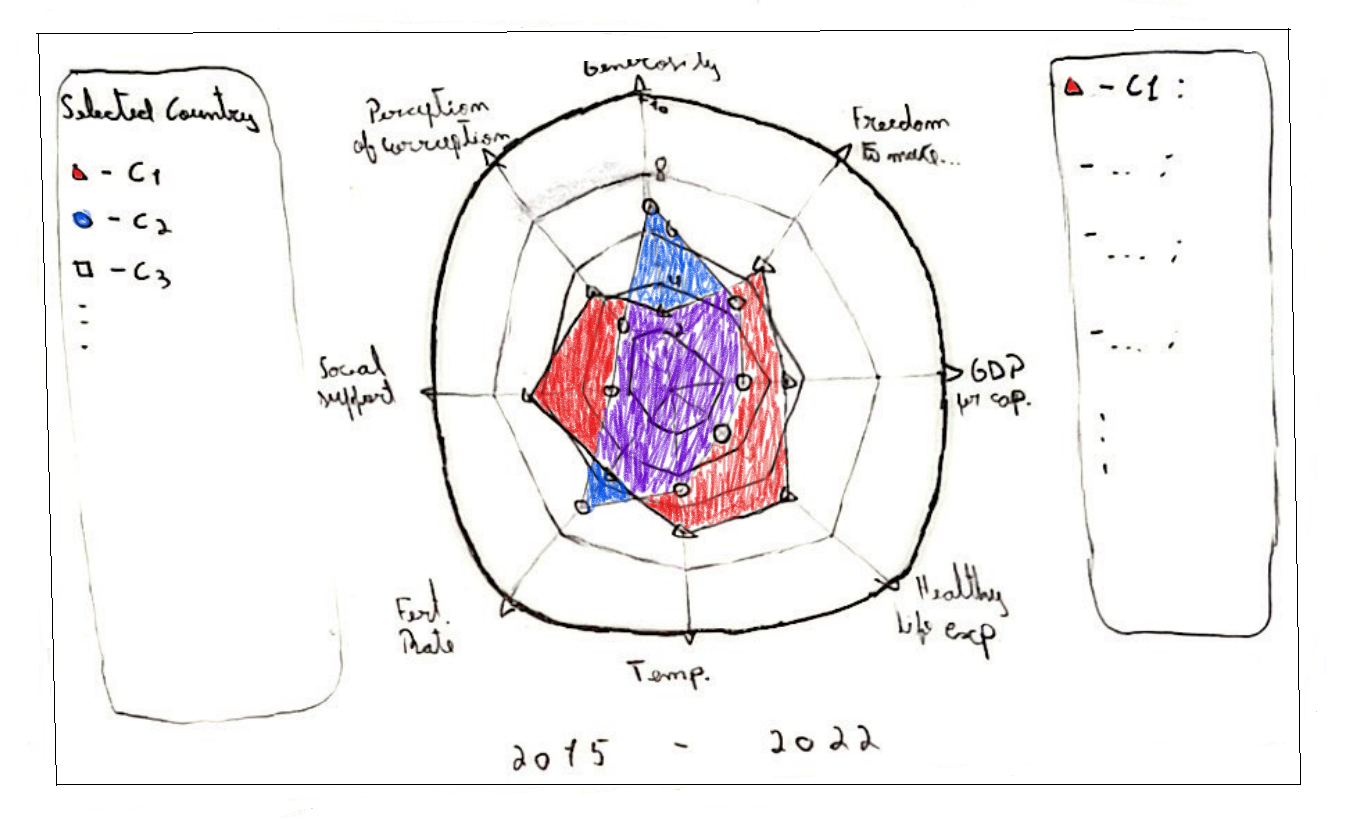 Selected Country
- C1
- C2
- C3
Generosity
10
8
6
4
2
Perception
of corruption
Freedom
to make...
Social
support
GDP
per cap.
Fert.
Rate
Healthy
Life exp
Temp.
2015 - 2022
- C1 :
- ... ;
- ... ;
- ... ;